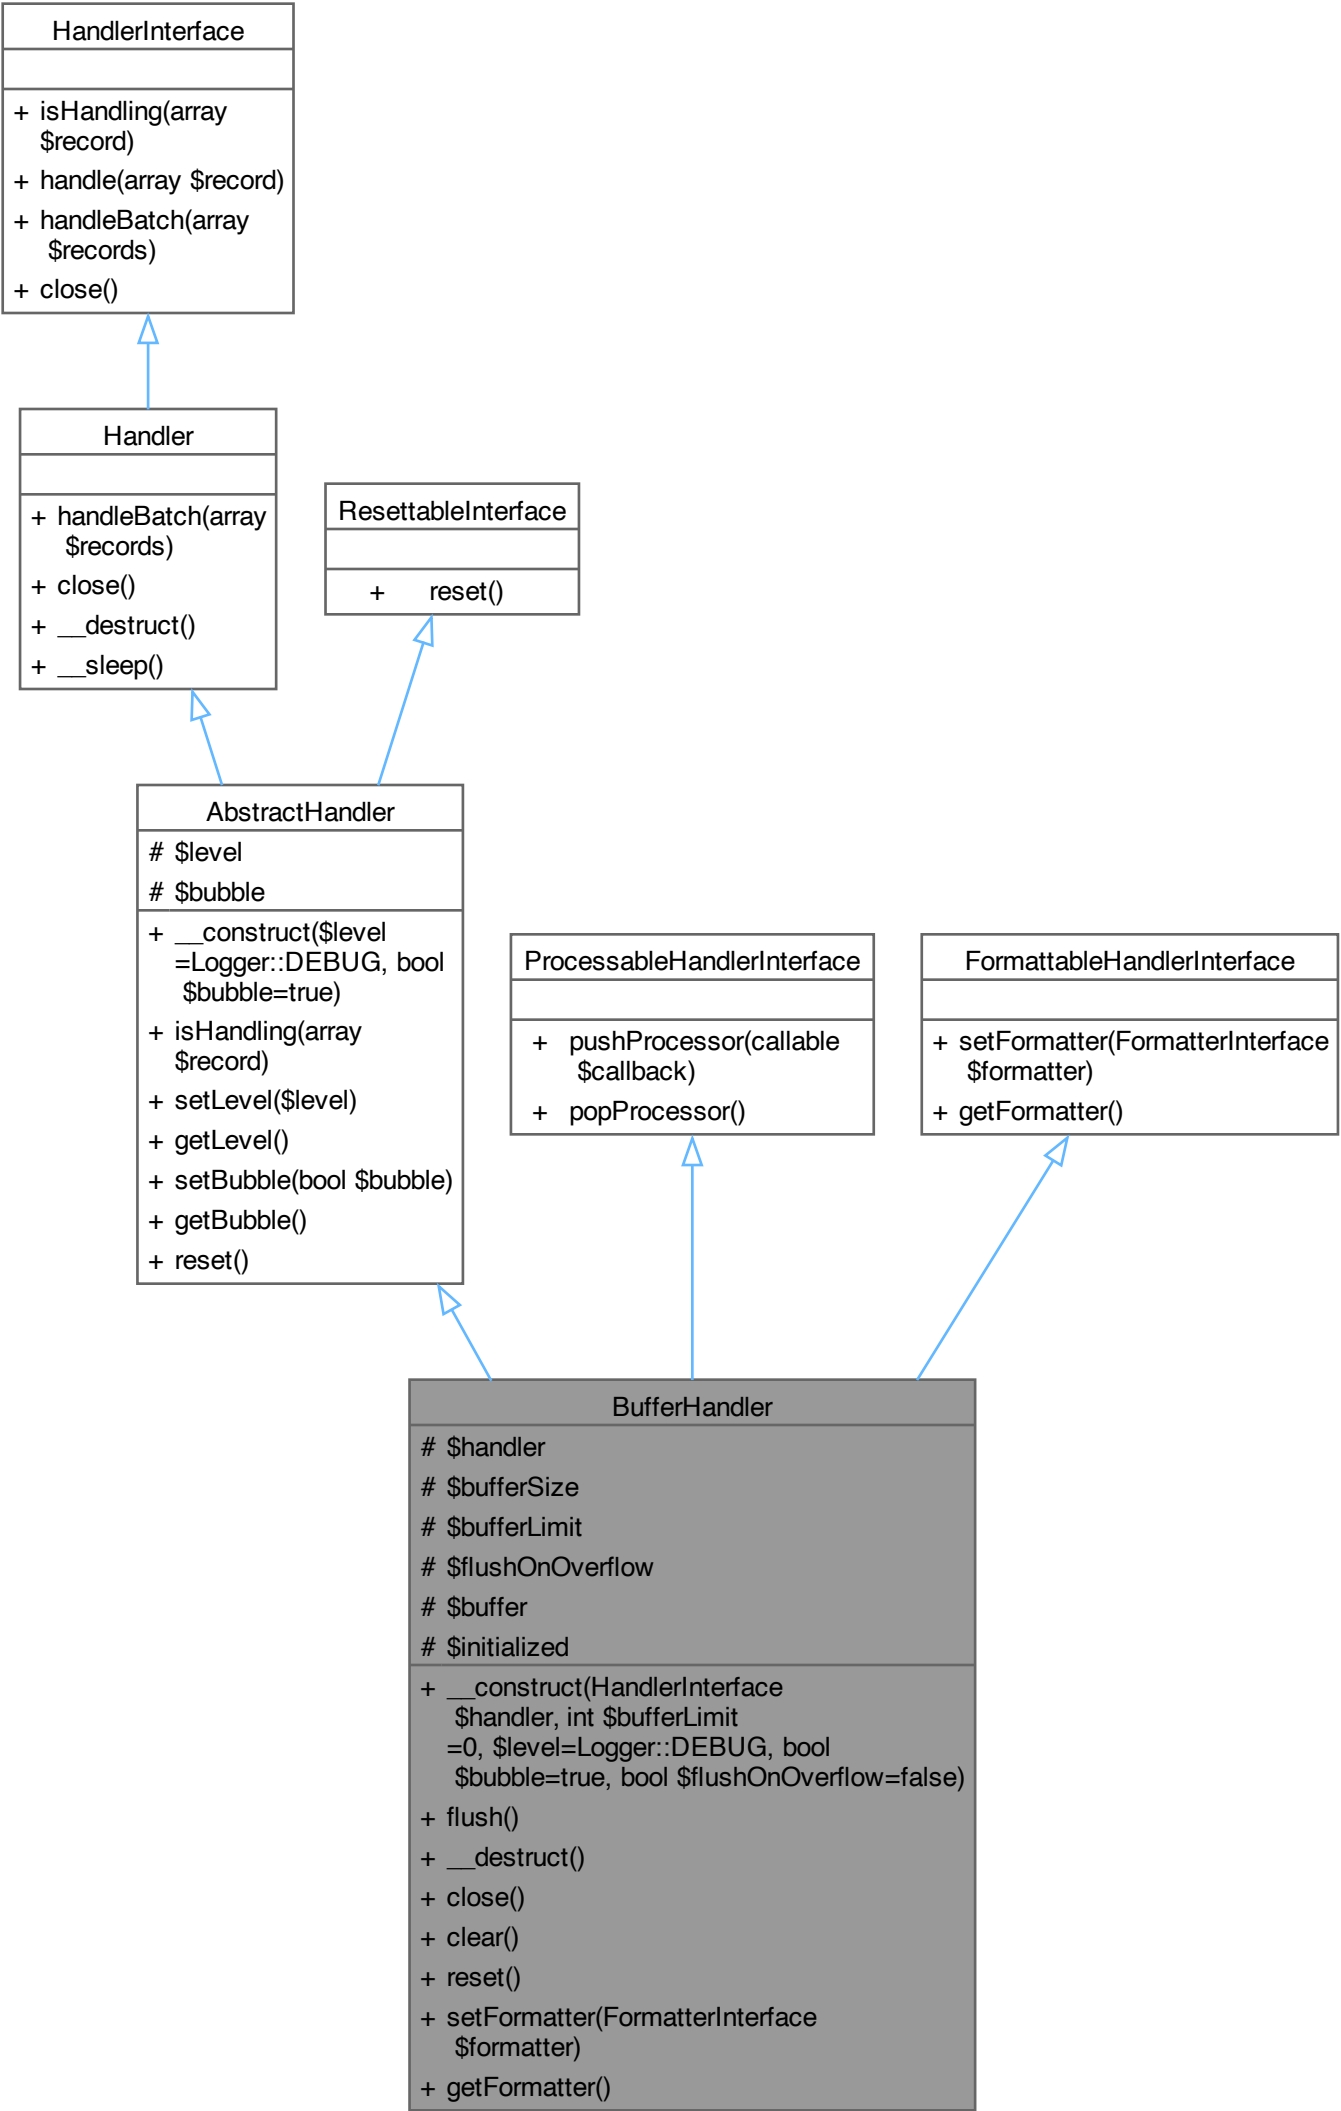 HandlerInterface
+ isHandling(array
$record)
+ handle(array $record)
+ handleBatch(array
$records)
+ close()
Handler
+ handleBatch(array
$records)
+ close()
+ __destruct()
+ __sleep()
ResettableInterface
+ reset()
AbstractHandler
# $level
# $bubble
+ __construct($level
=Logger::DEBUG, bool
$bubble=true)
+ isHandling(array
$record)
+ setLevel($level)
+ getLevel()
+ setBubble(bool $bubble)
+ getBubble()
+ reset()
ProcessableHandlerInterface
+ pushProcessor(callable
$callback)
+ popProcessor()
FormattableHandlerInterface
+ setFormatter(FormatterInterface
$formatter)
+ getFormatter()
BufferHandler
# $handler
# $bufferSize
# $bufferLimit
# $flushOnOverflow
# $buffer
# $initialized
+ __construct(HandlerInterface
$handler, int $bufferLimit
=0, $level=Logger::DEBUG, bool
$bubble=true, bool $flushOnOverflow=false)
+ flush()
+ __destruct()
+ close()
+ clear()
+ reset()
+ setFormatter(FormatterInterface
$formatter)
+ getFormatter()